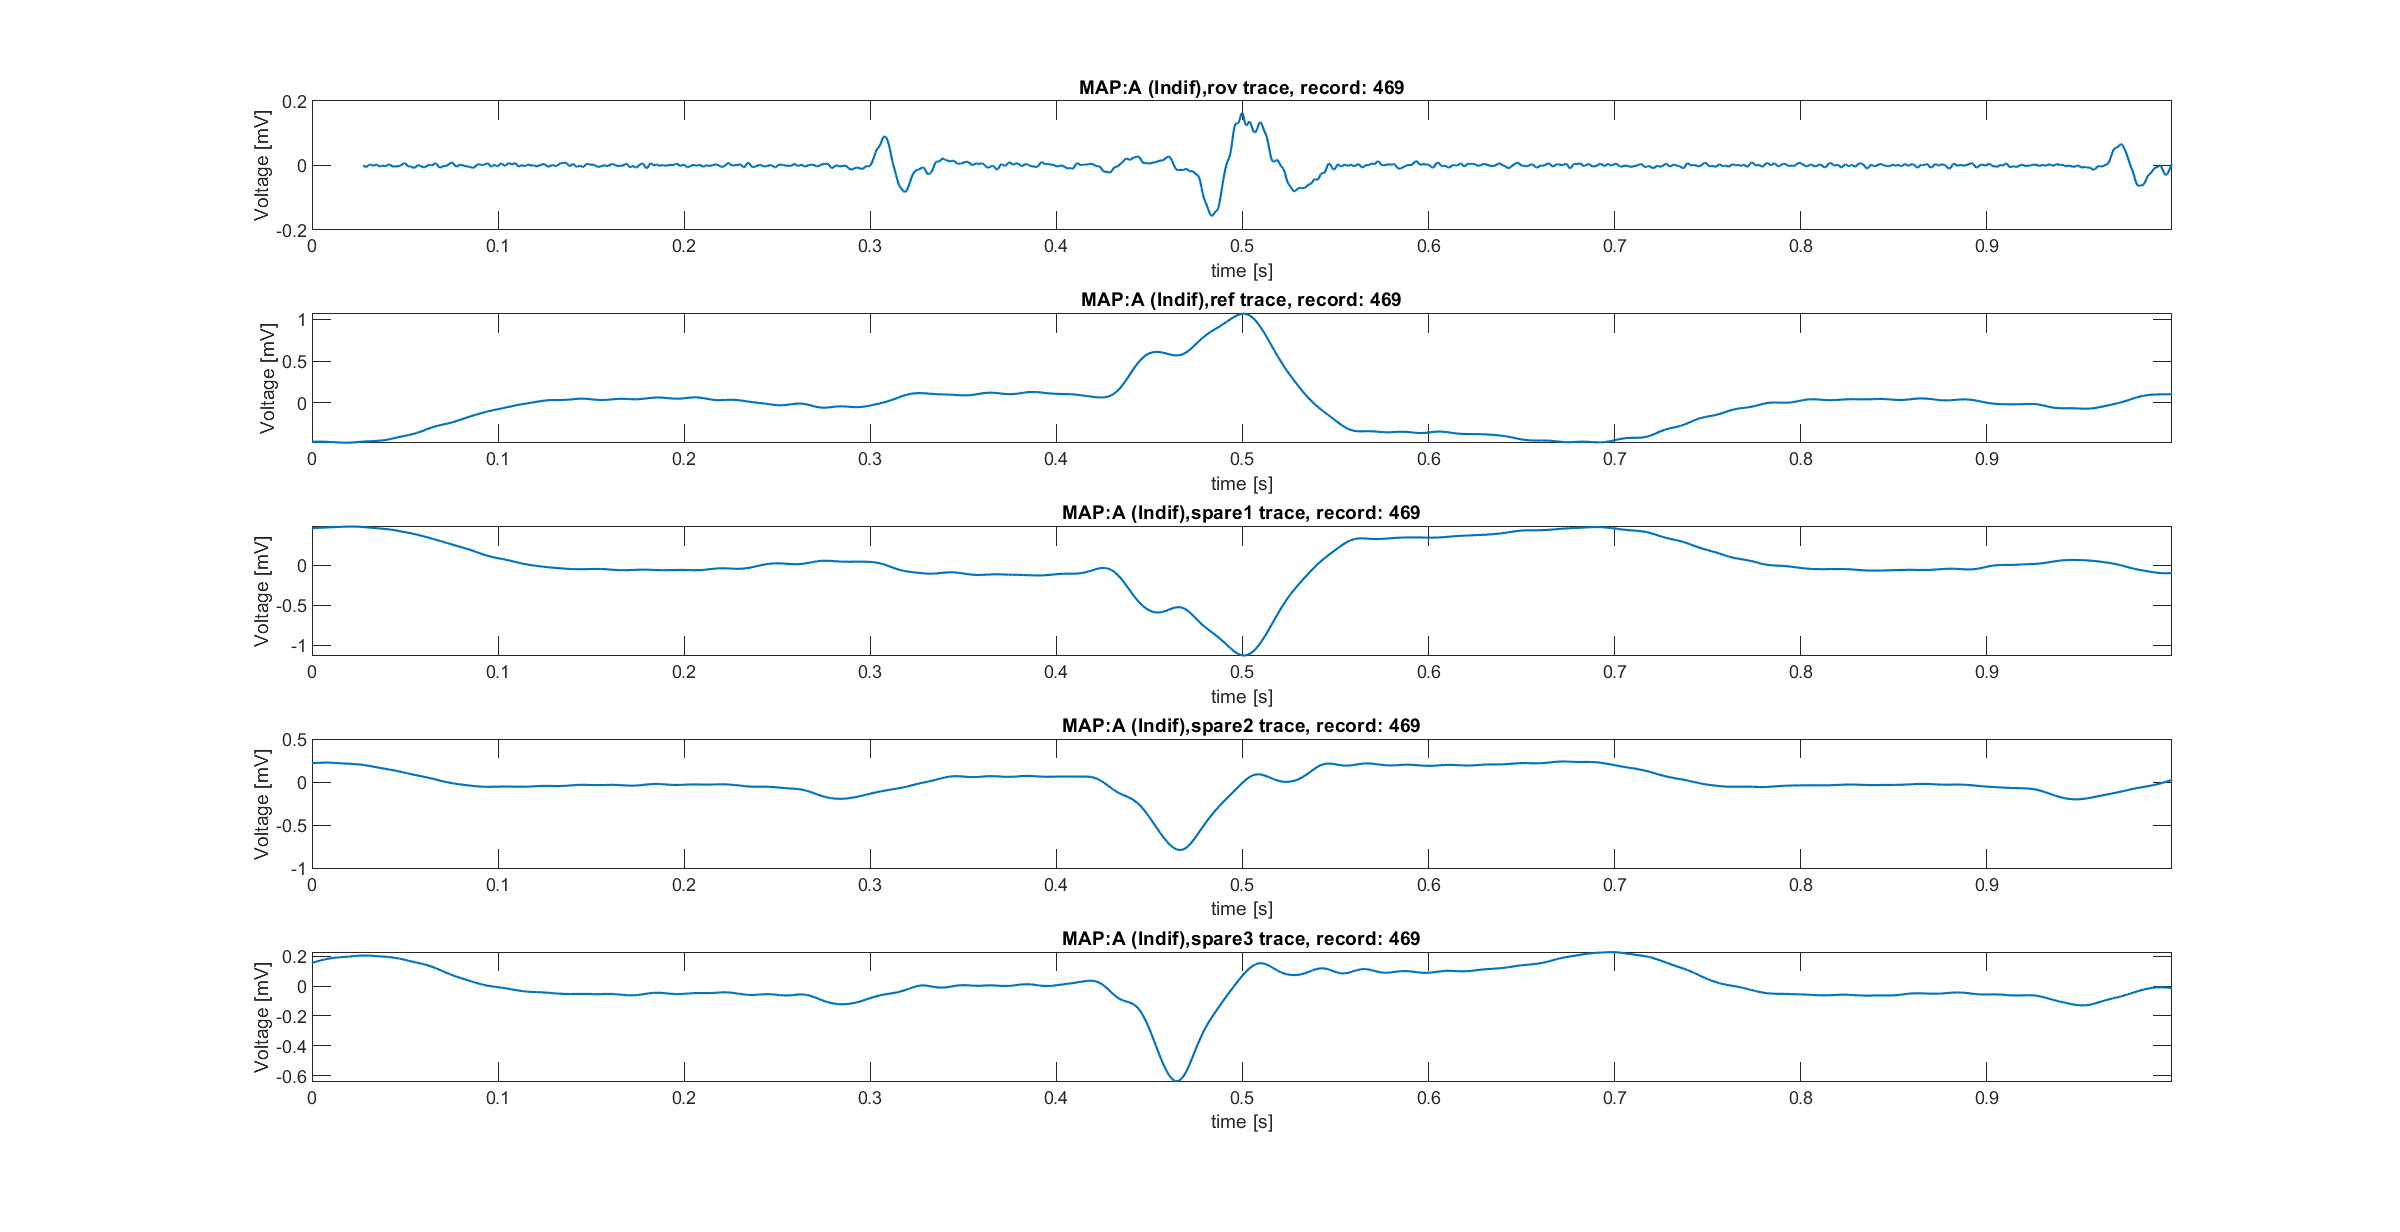 MAP:A (Indif),rov trace, record: 469
Voltage [mV]
0.2
0
-0.2
0 0.1 0.2 0.3 0.4 0.5 0.6 0.7 0.8 0.9
time [s]
MAP:A (Indif),ref trace, record: 469
Voltage [mV]
1
0.5
0
0 0.1 0.2 0.3 0.4 0.5 0.6 0.7 0.8 0.9
time [s]
MAP:A (Indif),spare1 trace, record: 469
Voltage [mV]
0
-0.5
-1
0 0.1 0.2 0.3 0.4 0.5 0.6 0.7 0.8 0.9
time [s]
MAP:A (Indif),spare2 trace, record: 469
Voltage [mV]
0.5
0
-0.5
-1
0 0.1 0.2 0.3 0.4 0.5 0.6 0.7 0.8 0.9
time [s]
MAP:A (Indif),spare3 trace, record: 469
Voltage [mV]
0.2
0
-0.2
-0.4
-0.6
0 0.1 0.2 0.3 0.4 0.5 0.6 0.7 0.8 0.9
time [s]